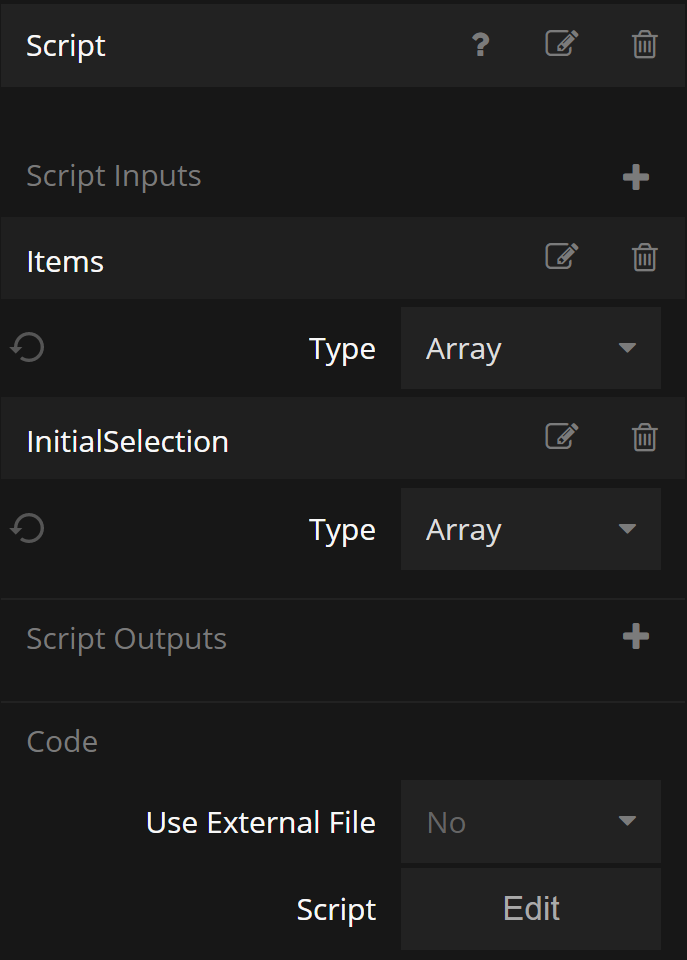 Script ?
Script Inputs
Items
Type Array
InitialSelection
Type Array
Script Outputs
Code
Use External File No
Script Edit